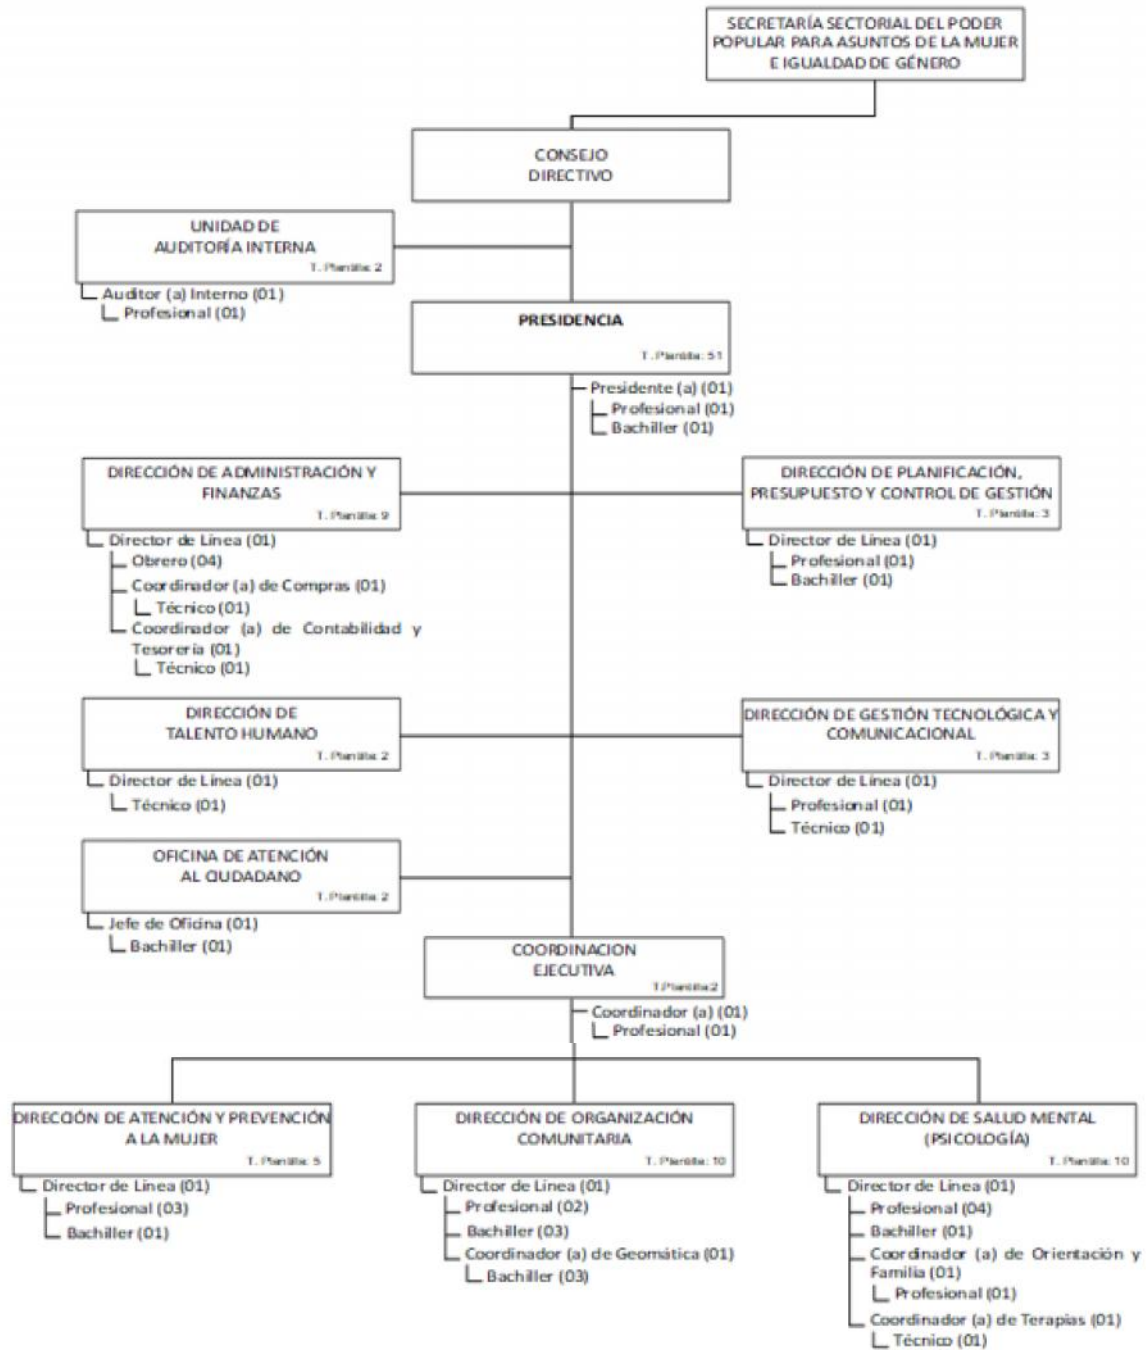 SECRETARÍA SECTORIAL DEL PODER
POPULAR PARA ASUNTOS DE LA MUJER
E IGUALDAD DE GÉNERO
CONSEJO
DIRECTIVO
UNIDAD DE
AUDITORÍA INTERNA
T. Plantilla: 2
Auditor (a) Interno (01)
Profesional (01)
PRESIDENCIA
T. Plantilla: 51
Presidente (a) (01)
Profesional (01)
Bachiller (01)
DIRECCIÓN DE ADMINISTRACIÓN Y
FINANZAS
T. Plantilla: 9
Director de Línea (01)
Obrero (04)
Coordinador (a) de Compras (01)
Técnico (01)
Coordinador (a) de Contabilidad y
Tesorería (01)
Técnico (01)
DIRECCIÓN DE PLANIFICACIÓN,
PRESUPUESTO Y CONTROL DE GESTIÓN
T. Plantilla: 3
Director de Línea (01)
Profesional (01)
Bachiller (01)
DIRECCIÓN DE
TALENTO HUMANO
T. Plantilla: 2
Director de Línea (01)
Técnico (01)
DIRECCIÓN DE GESTIÓN TECNOLÓGICA Y
COMUNICACIONAL
T. Plantilla: 3
Director de Línea (01)
Profesional (01)
Técnico (01)
OFICINA DE ATENCIÓN
AL CIUDADANO
T. Plantilla: 2
Jefe de Oficina (01)
Bachiller (01)
COORDINACION
EJECUTIVA
T.Plantilla:2
Coordinador (a) (01)
Profesional (01)
DIRECCIÓN DE ATENCIÓN Y PREVENCIÓN
A LA MUJER
T. Plantilla: 5
Director de Línea (01)
Profesional (03)
Bachiller (01)
DIRECCIÓN DE ORGANIZACIÓN
COMUNITARIA
T. Plantilla: 10
Director de Línea (01)
Profesional (02)
Bachiller (03)
Coordinador (a) de Geomática (01)
Bachiller (03)
DIRECCIÓN DE SALUD MENTAL
(PSICOLOGÍA)
T. Plantilla: 10
Director de Línea (01)
Profesional (04)
Bachiller (01)
Coordinador (a) de Orientación y
Familia (01)
Profesional (01)
Coordinador (a) de Terapias (01)
Técnico (01)